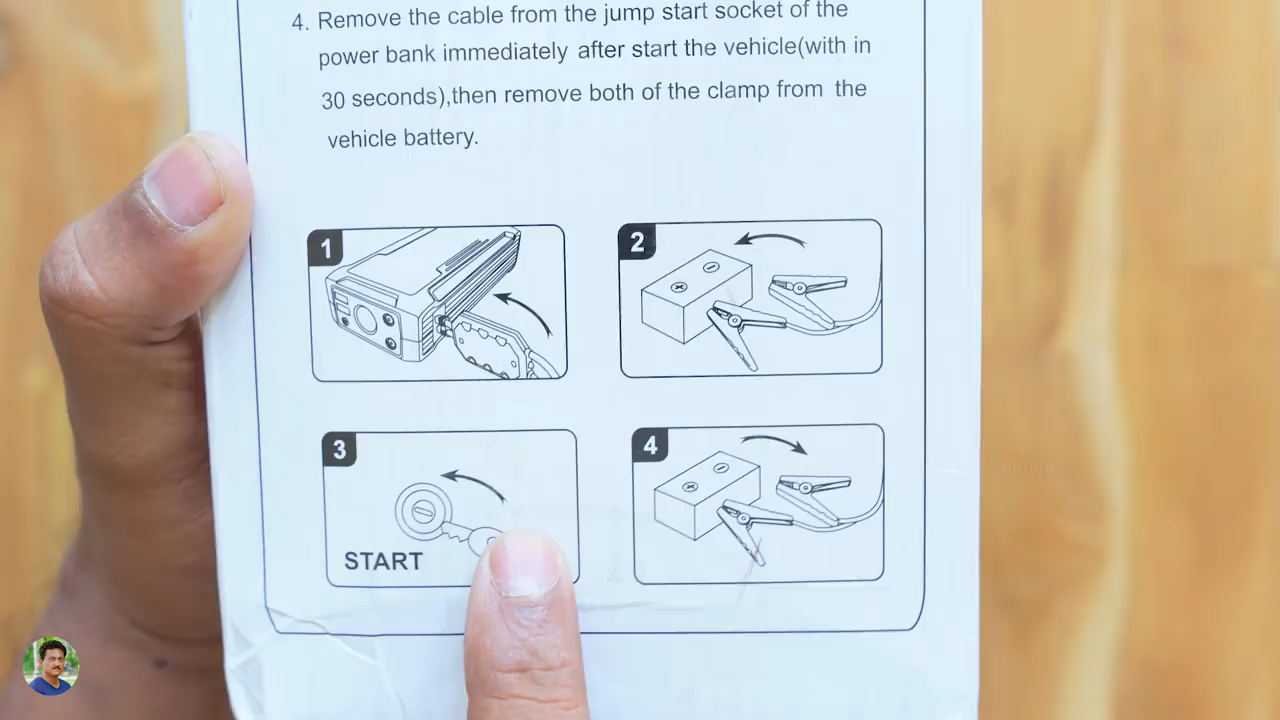 4. Remove the cable from the jump start socket of the
power bank immediately after start the vehicle(with in
30 seconds),then remove both of the clamp from the
vehicle battery.
1
2
3
START
4